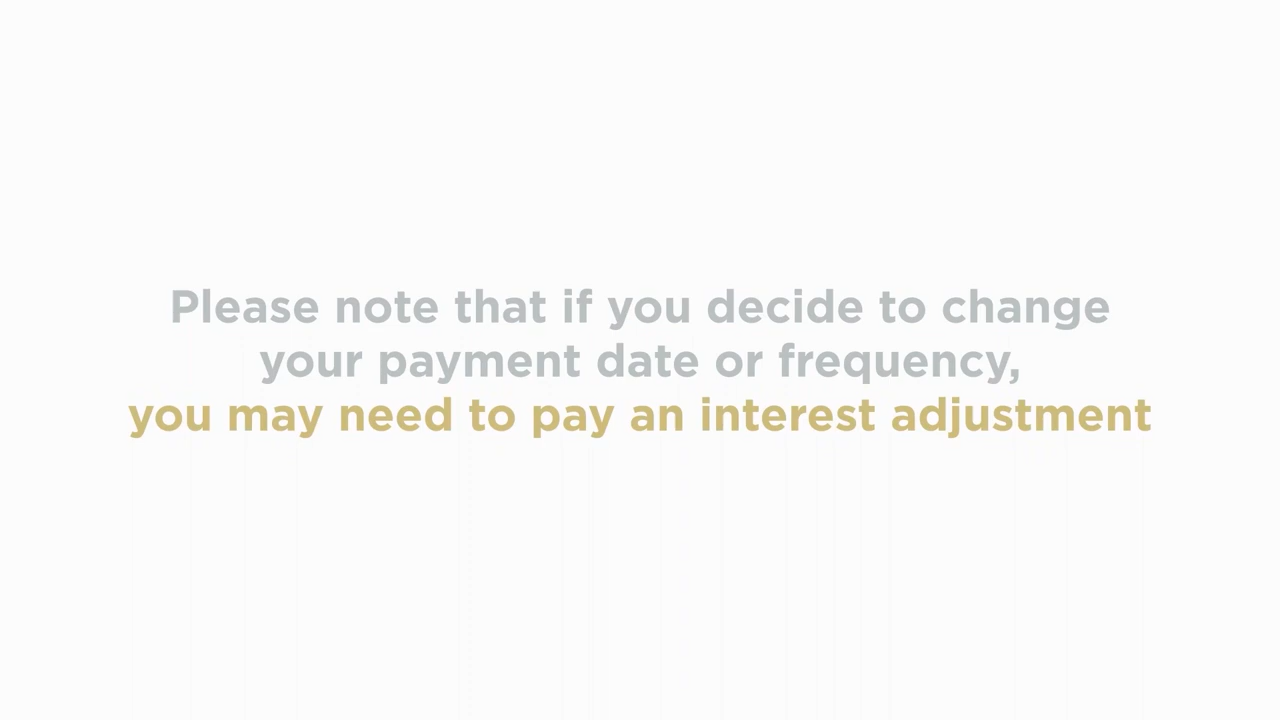 Please note that if you decide to change
your payment date or frequency,
you may need to pay an interest adjustment